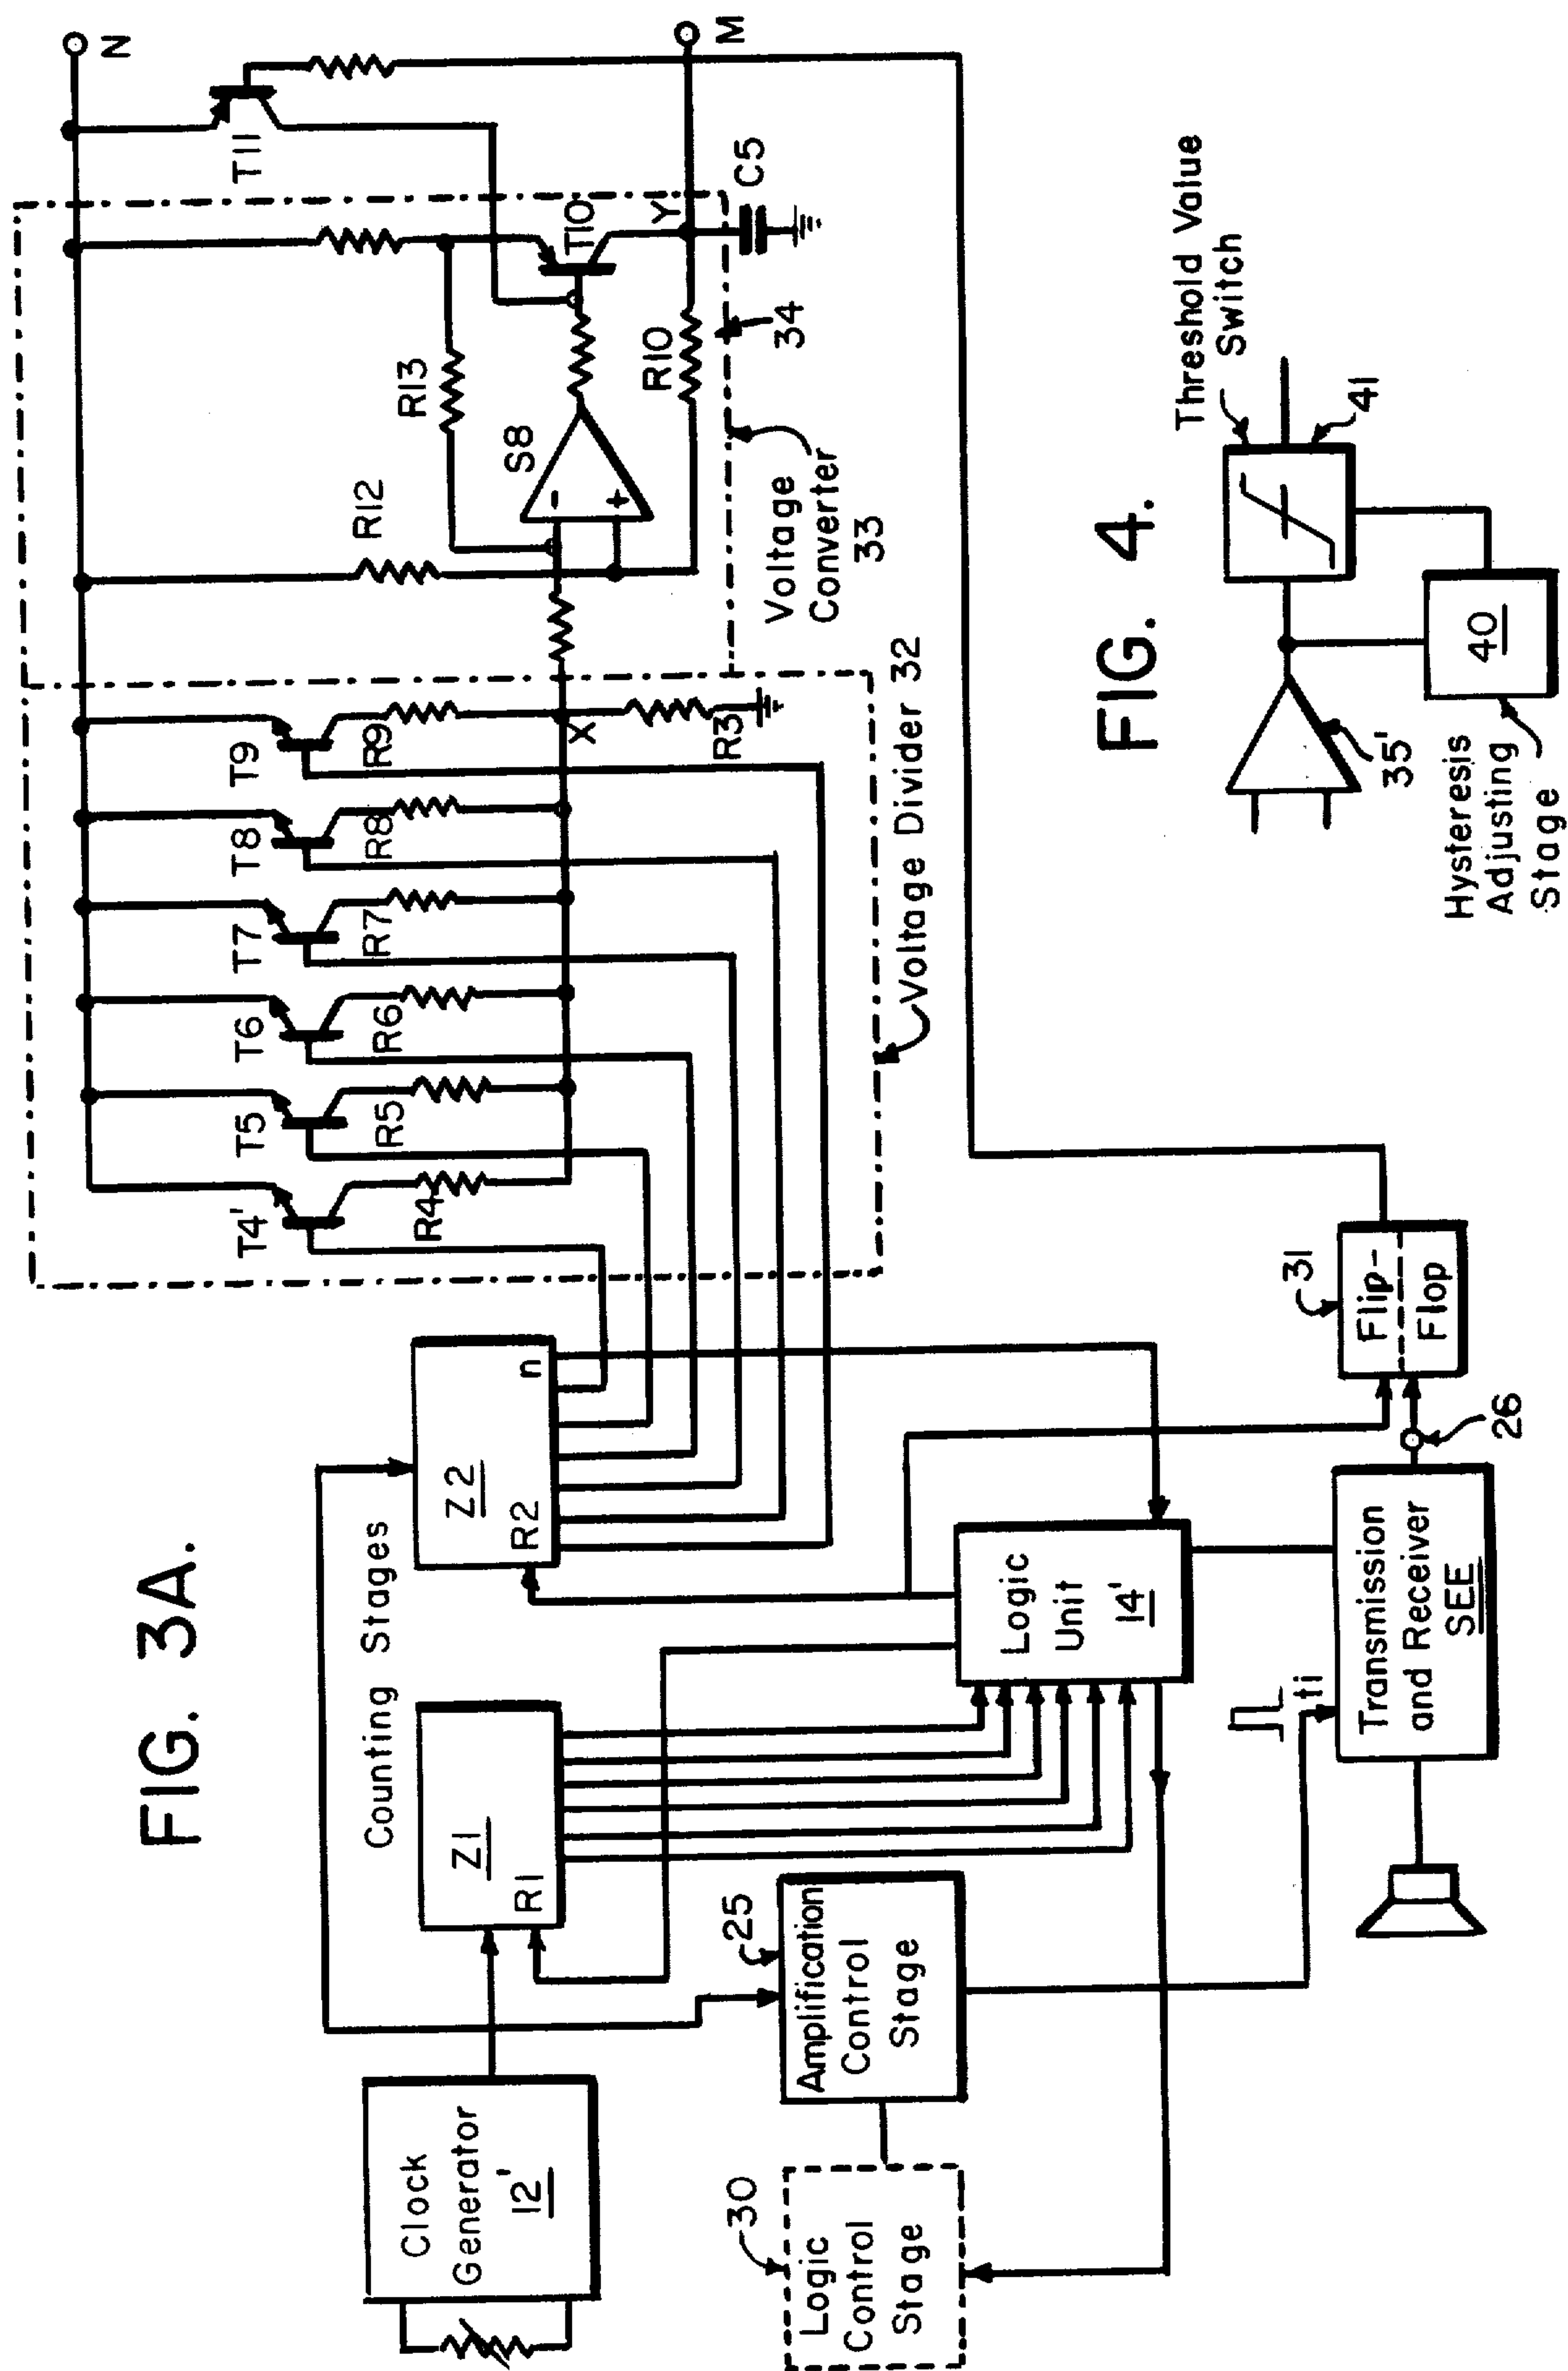 FIG. 3A.
Counting Stages
Clock
Generator
12'
Z1
R1
Z2
R2
n
T4'
T5
T6
T7
T8
T9
R4
R5
R6
R7
R8
R9
X
R3
Voltage Divider 32
R12
R13
S8
-
+
R10
T10
Y
C5
34
Voltage
Converter
33
T11
N
M
30
Logic
Control
Stage
25
Amplification
Control
Stage
Logic
Unit
14'
ti
Transmission
and Receiver
SEE
26
31
Flip-
Flop
FIG. 4.
35'
Threshold Value
Switch
41
40
Hysteresis
Adjusting
Stage